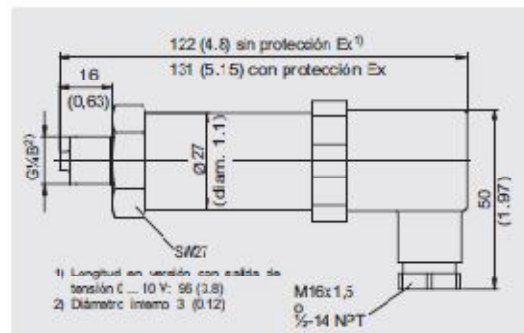 122 (4.8) sin protección Ex¹⁾
131 (5.15) con protección Ex
16
(0,63)
G¼B²⁾
Ø27
(diam. 1.1)
50
(1.97)
SW27
1) Longitud en versión con salida de
tensión 0 ... 10 V: 96 (3.8)
2) Diámetro interno 3 (0.12)
M16x1,5
o
½-14 NPT